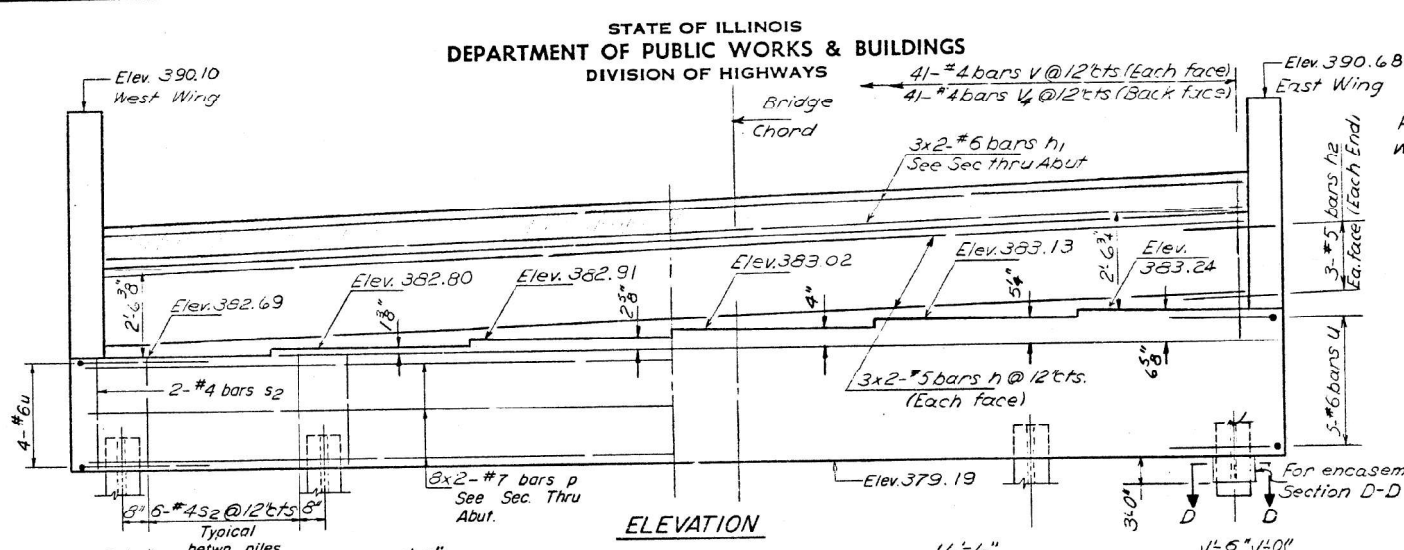 STATE OF ILLINOIS
DEPARTMENT OF PUBLIC WORKS & BUILDINGS
DIVISION OF HIGHWAYS
Elev. 390.10
West Wing
41-#4 bars v @ 12"cts (Each face)
41-#4 bars V4 @ 12"cts (Back face)
Elev. 390.68
East Wing
Bridge
Chord
3x2-#6 bars h1
See Sec thru Abut
3-#5 bars h2
Ea. face (Each End)
2'-6 3/8"
Elev. 382.69
Elev. 382.80
1 3/8"
Elev. 382.91
2 5/8"
Elev. 383.02
4"
Elev. 383.13
5 1/4"
2'-6 3/4"
Elev.
383.24
6 5/8"
4-#6u
2-#4 bars s2
3x2-#5 bars h @ 12"cts.
(Each face)
5-#6 bars u
8x2-#7 bars p
See Sec. Thru
Abut.
Elev. 379.19
3'-0"
For encasem
Section D-D
D
D
8" 6-#4 s2 @ 12"cts 8"
Typical
betwn. piles
ELEVATION
1'-6" 1'-0"